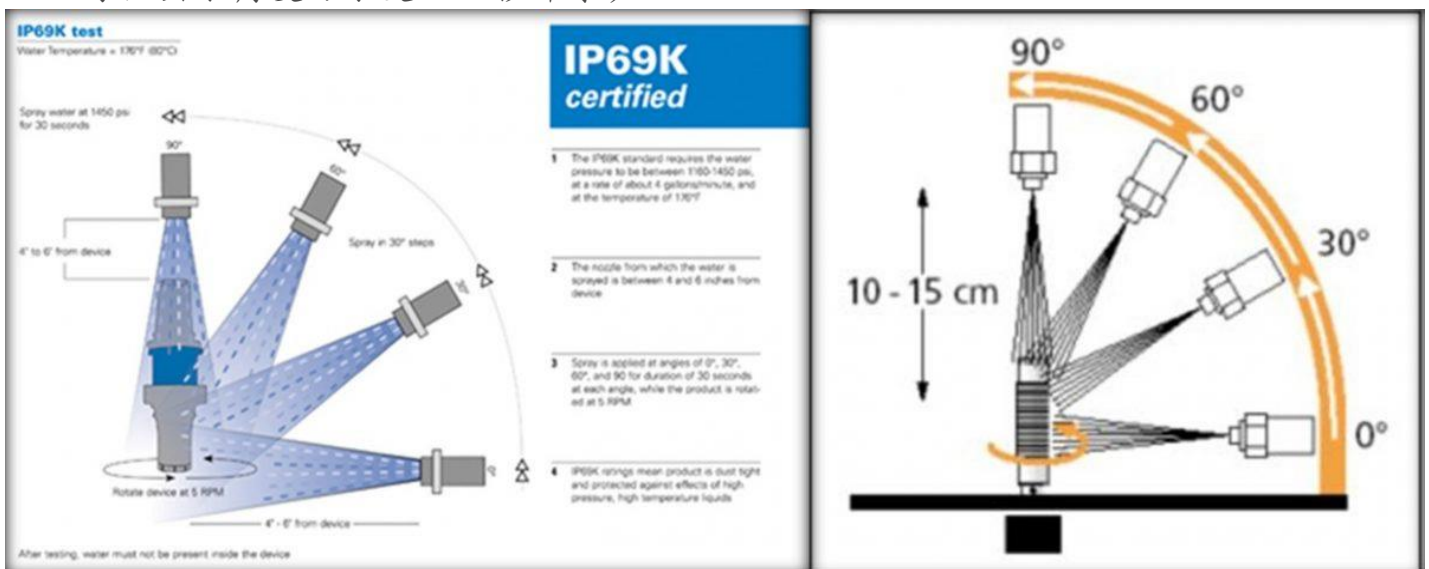 IP69K test
Water Temperature = 176°F (80°C)
Spray water at 1450 psi
for 30 seconds
90°
60°
Spray in 30° steps
4" to 6" from device
30°
0°
Rotate device at 5 RPM
4" - 6" from device
After testing, water must not be present inside the device
IP69K
certified
1 The IP69K standard requires the water
pressure to be between 1160-1450 psi,
at a rate of about 4 gallons/minute, and
at the temperature of 176°F
2 The nozzle from which the water is
sprayed is between 4 and 6 inches from
device
3 Spray is applied at angles of 0°, 30°,
60°, and 90 for duration of 30 seconds
at each angle, while the product is rotat-
ed at 5 RPM
4 IP69K ratings mean product is dust tight
and protected against effects of high
pressure, high temperature liquids
90°
60°
30°
10 - 15 cm
0°